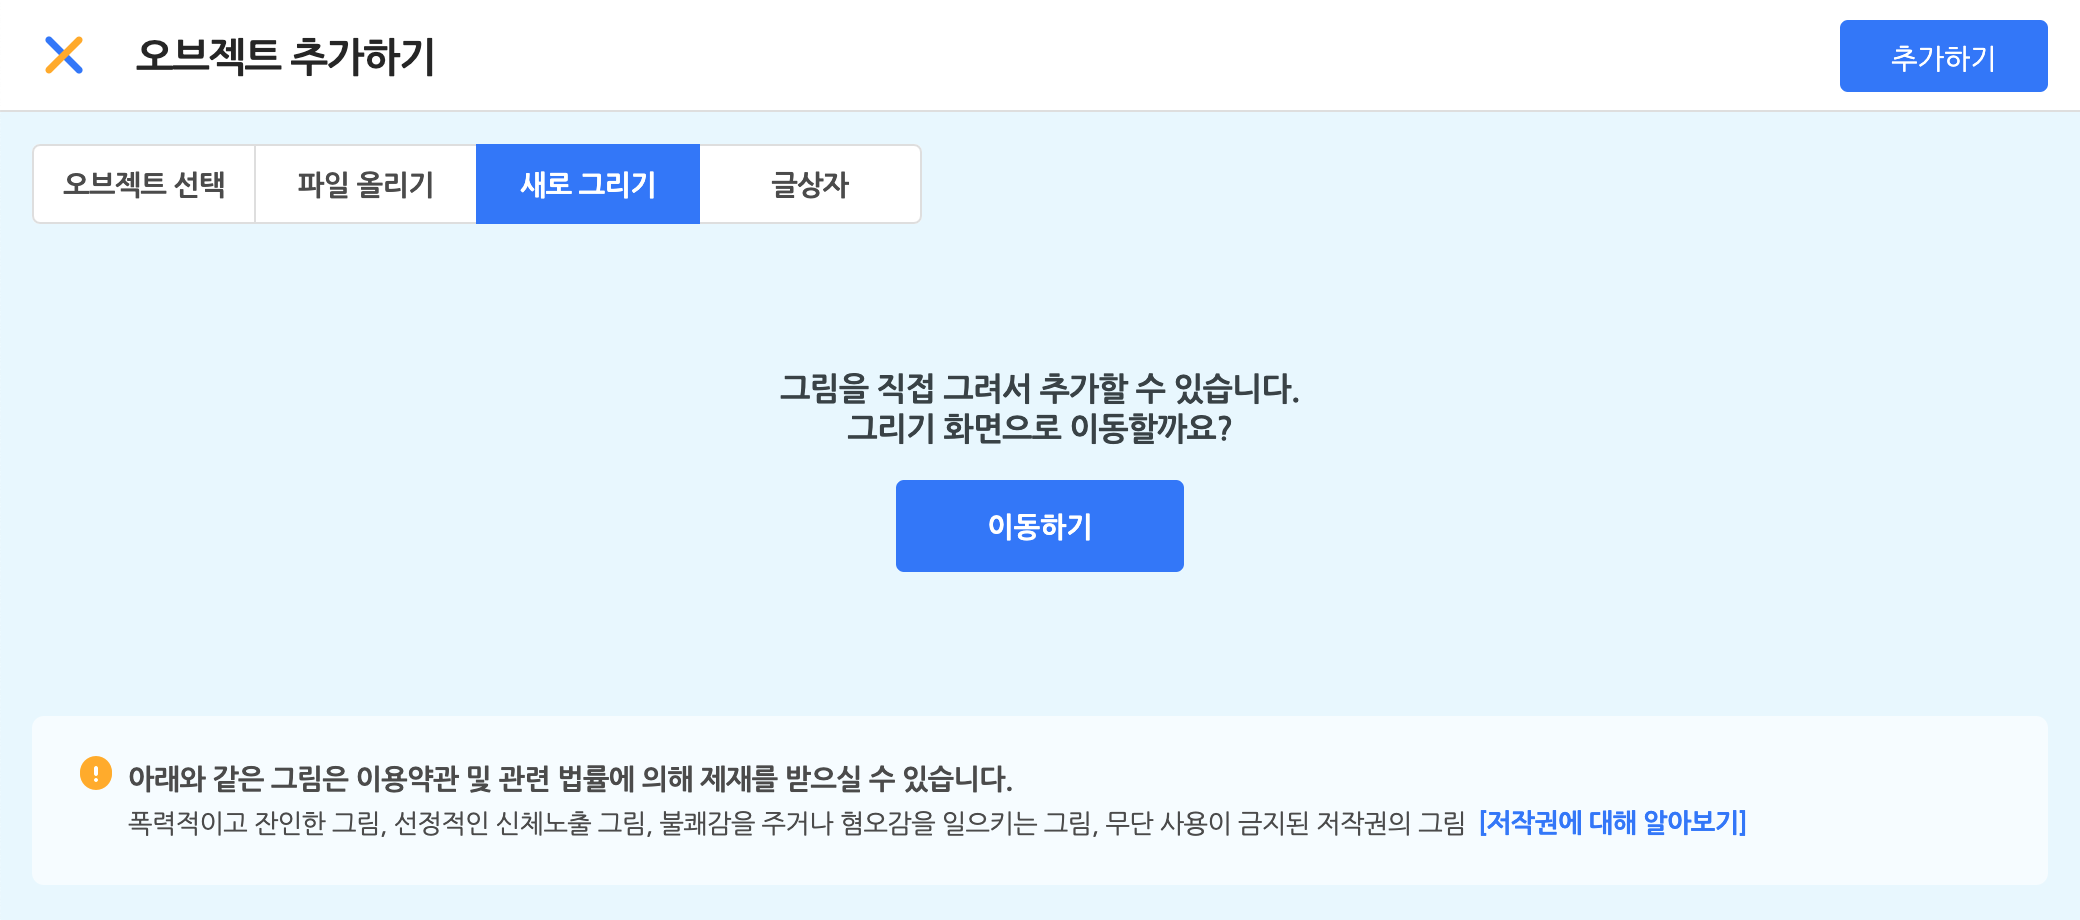 오브젝트 추가하기
추가하기
오브젝트 선택
파일 올리기
새로 그리기
글상자
그림을 직접 그려서 추가할 수 있습니다.
그리기 화면으로 이동할까요?
이동하기
아래와 같은 그림은 이용약관 및 관련 법률에 의해 제재를 받으실 수 있습니다.
폭력적이고 잔인한 그림, 선정적인 신체노출 그림, 불쾌감을 주거나 혐오감을 일으키는 그림, 무단 사용이 금지된 저작권의 그림 [저작권에 대해 알아보기]